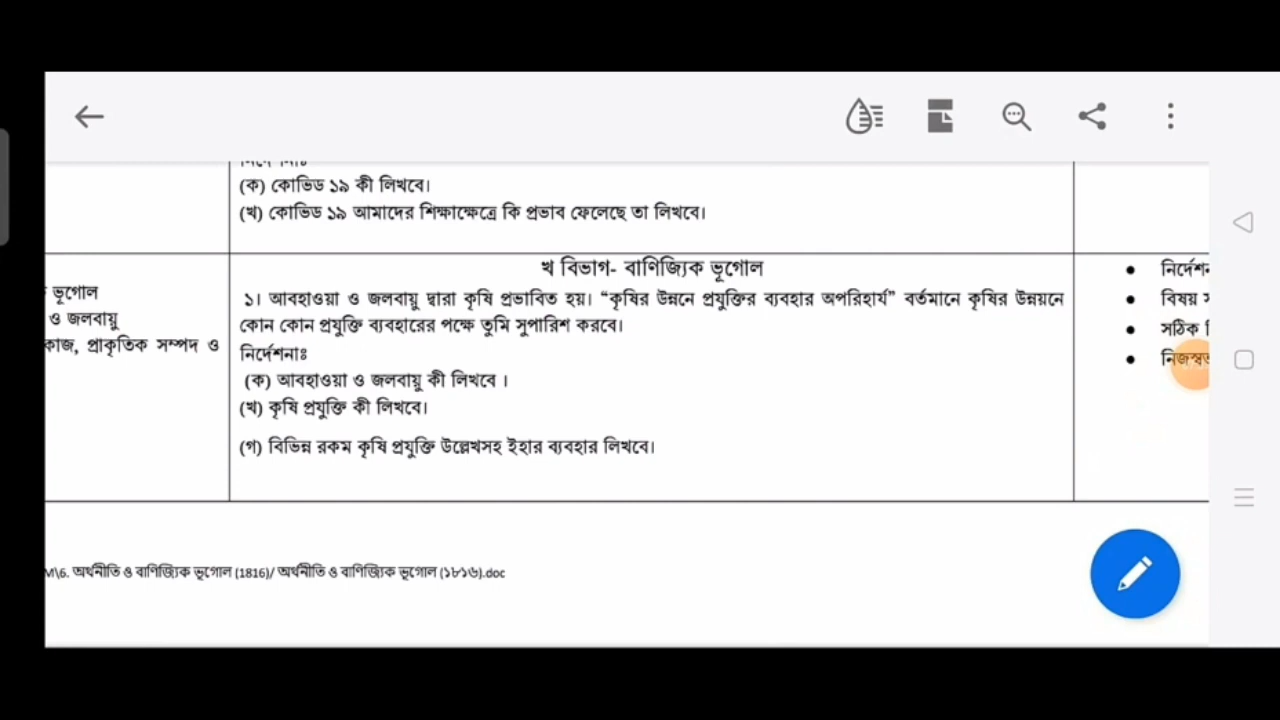 (ক) কোভিড ১৯ কী লিখবে।
(খ) কোভিড ১৯ আমাদের শিক্ষাক্ষেত্রে কি প্রভাব ফেলেছে তা লিখবে।
ভূগোল
ও জলবায়ু
কাজ, প্রাকৃতিক সম্পদ ও
খ বিভাগ- বাণিজ্যিক ভূগোল
১। আবহাওয়া ও জলবায়ু দ্বারা কৃষি প্রভাবিত হয়। “কৃষির উন্ননে প্রযুক্তির ব্যবহার অপরিহার্য” বর্তমানে কৃষির উন্নয়নে
কোন কোন প্রযুক্তি ব্যবহারের পক্ষে তুমি সুপারিশ করবে।
নির্দেশনাঃ
(ক) আবহাওয়া ও জলবায়ু কী লিখবে ।
(খ) কৃষি প্রযুক্তি কী লিখবে।
(গ) বিভিন্ন রকম কৃষি প্রযুক্তি উল্লেখসহ ইহার ব্যবহার লিখবে।
বিষয়
সঠিক
M\6. অর্থনীতি ও বাণিজ্যিক ভূগোল (1816)/ অর্থনীতি ও বাণিজ্যিক ভূগোল (১৮১৬).doc